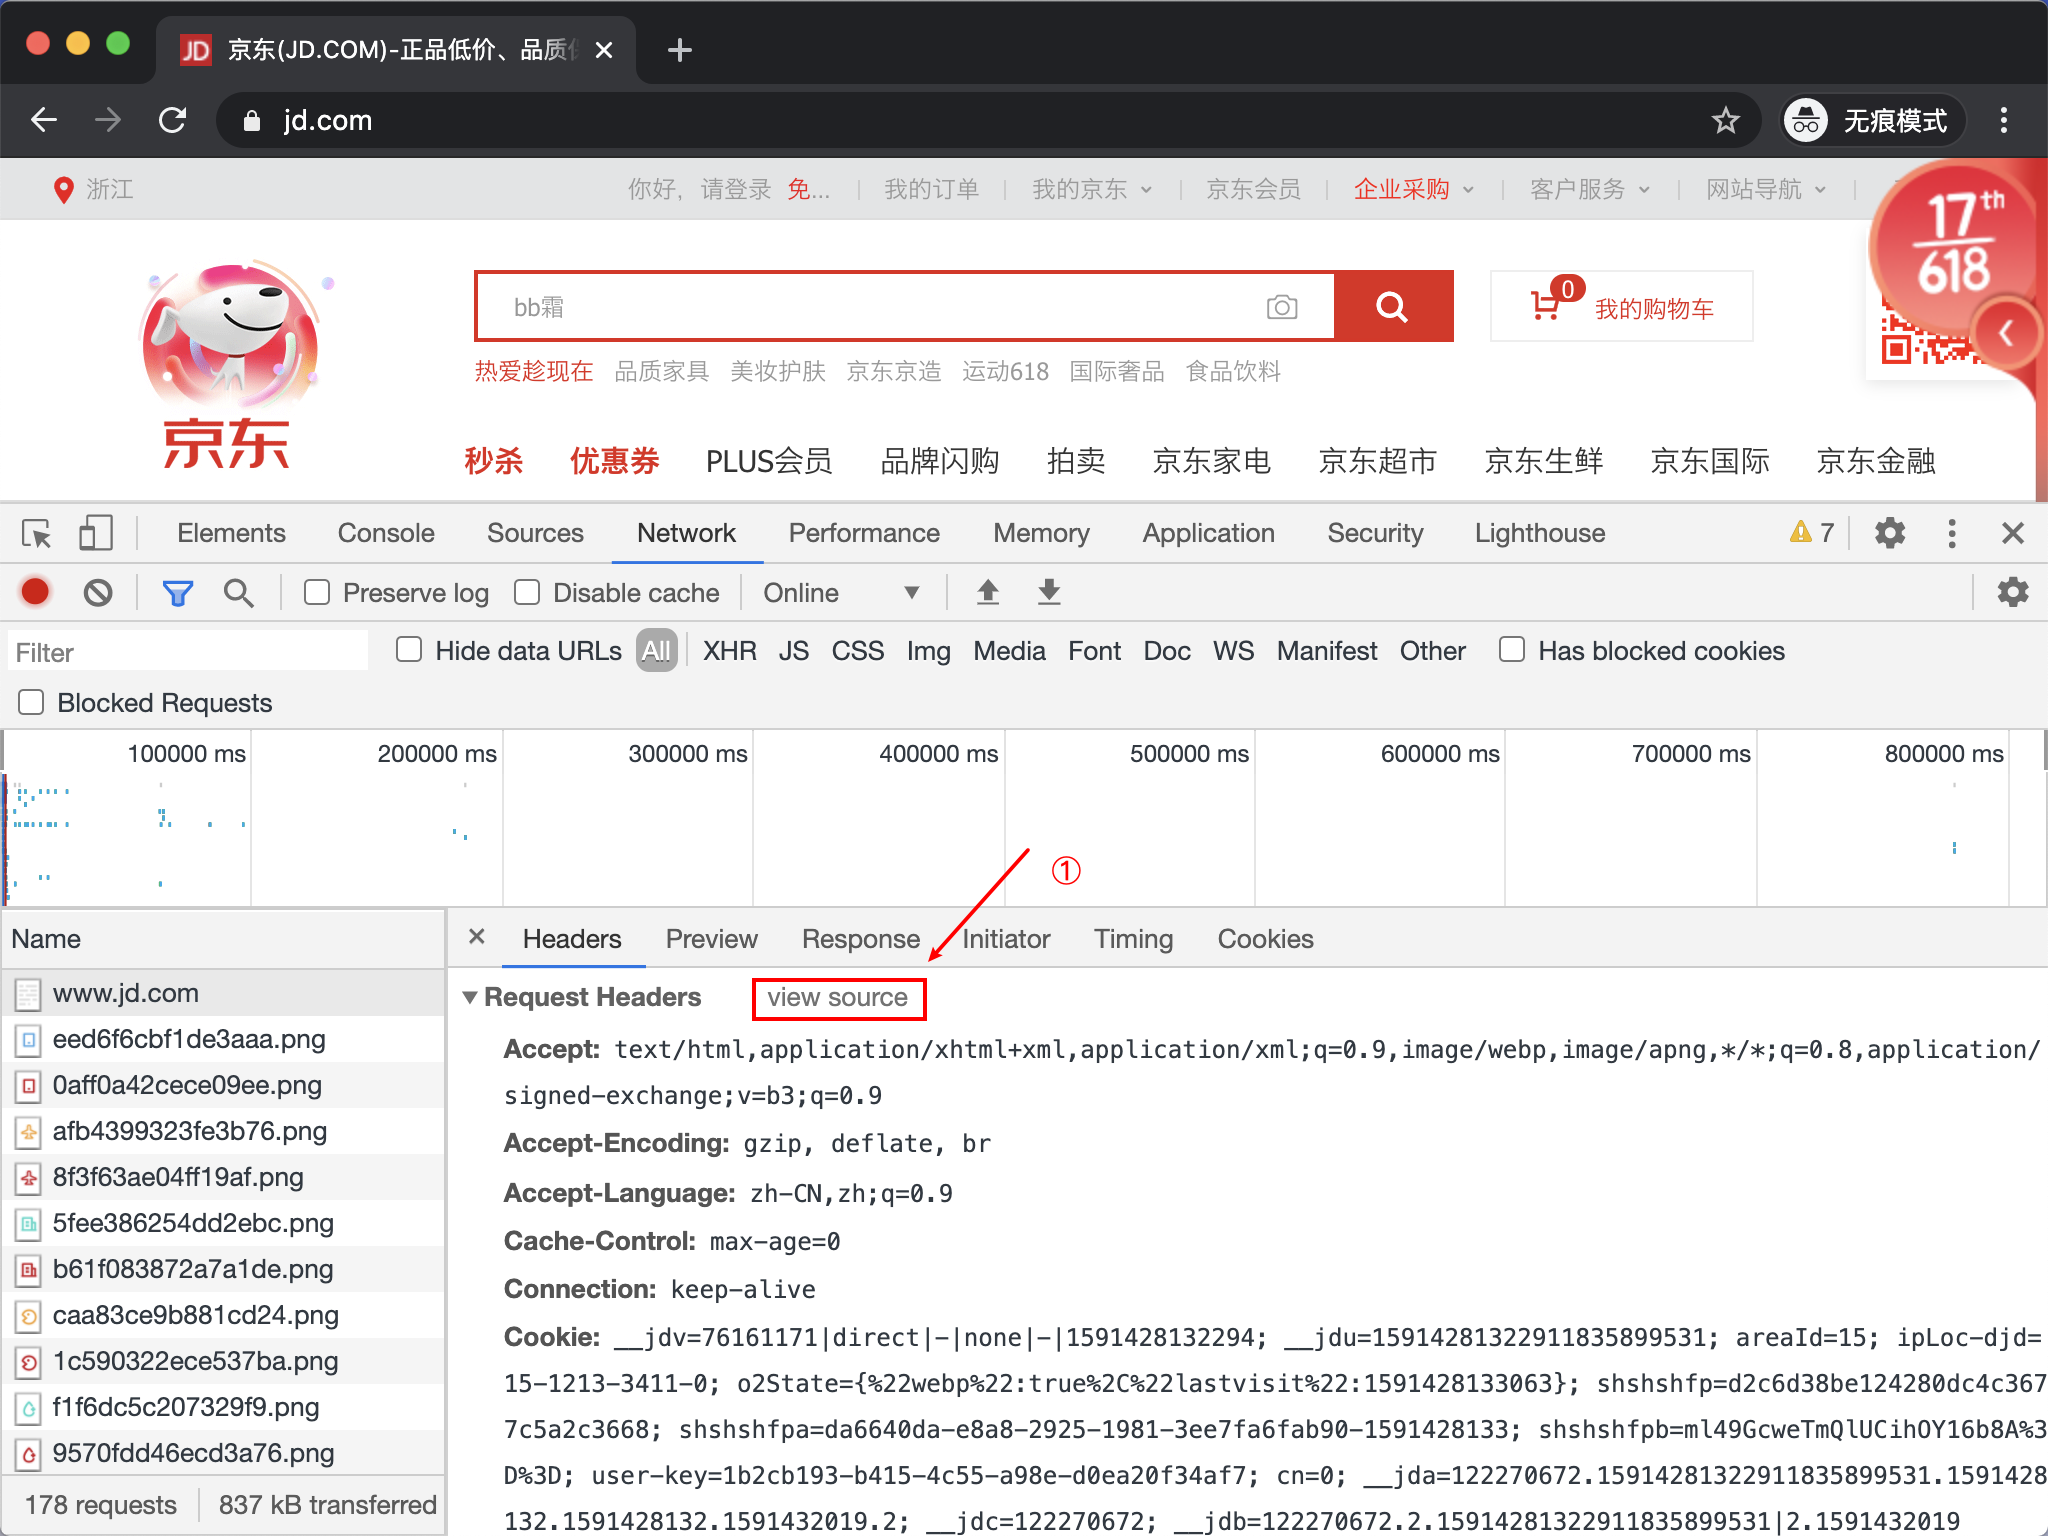 JD 京东(JD.COM)-正品低价、品质
jd.com
无痕模式
浙江
你好，请登录 免... 我的订单 我的京东 京东会员 企业采购 客户服务 网站导航
17th
618
bb霜
0 我的购物车
热爱趁现在 品质家具 美妆护肤 京东京造 运动618 国际奢品 食品饮料
京东
秒杀 优惠券 PLUS会员 品牌闪购 拍卖 京东家电 京东超市 京东生鲜 京东国际 京东金融
Elements Console Sources Network Performance Memory Application Security Lighthouse 7
Preserve log Disable cache Online
Filter Hide data URLs All XHR JS CSS Img Media Font Doc WS Manifest Other Has blocked cookies
Blocked Requests
100000 ms 200000 ms 300000 ms 400000 ms 500000 ms 600000 ms 700000 ms 800000 ms
①
Name
www.jd.com
eed6f6cbf1de3aaa.png
0aff0a42cece09ee.png
afb4399323fe3b76.png
8f3f63ae04ff19af.png
5fee386254dd2ebc.png
b61f083872a7a1de.png
caa83ce9b881cd24.png
1c590322ece537ba.png
f1f6dc5c207329f9.png
9570fdd46ecd3a76.png
178 requests 837 kB transferred
Headers Preview Response Initiator Timing Cookies
Request Headers view source
Accept: text/html,application/xhtml+xml,application/xml;q=0.9,image/webp,image/apng,*/*;q=0.8,application/
signed-exchange;v=b3;q=0.9
Accept-Encoding: gzip, deflate, br
Accept-Language: zh-CN,zh;q=0.9
Cache-Control: max-age=0
Connection: keep-alive
Cookie: __jdv=76161171|direct|-|none|-|1591428132294; __jdu=15914281322911835899531; areaId=15; ipLoc-djd=
15-1213-3411-0; o2State={%22webp%22:true%2C%22lastvisit%22:1591428133063}; shshshfp=d2c6d38be124280dc4c367
7c5a2c3668; shshshfpa=da6640da-e8a8-2925-1981-3ee7fa6fab90-1591428133; shshshfpb=ml49GcweTmQlUCihOY16b8A%3
D%3D; user-key=1b2cb193-b415-4c55-a98e-d0ea20f34af7; cn=0; __jda=122270672.15914281322911835899531.1591428
132.1591428132.1591432019.2; __jdc=122270672; __jdb=122270672.2.15914281322911835899531|2.1591432019